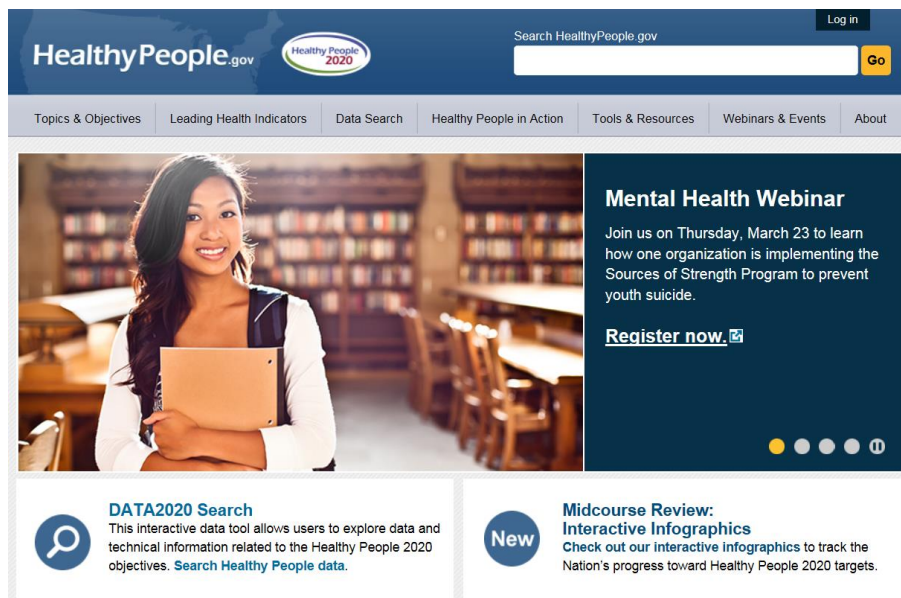 Log in
HealthyPeople.gov
Healthy People
2020
Search HealthyPeople.gov
Go
Topics & Objectives
Leading Health Indicators
Data Search
Healthy People in Action
Tools & Resources
Webinars & Events
About
Mental Health Webinar
Join us on Thursday, March 23 to learn
how one organization is implementing the
Sources of Strength Program to prevent
youth suicide.
Register now.
DATA2020 Search
This interactive data tool allows users to explore data and
technical information related to the Healthy People 2020
objectives. Search Healthy People data.
New
Midcourse Review:
Interactive Infographics
Check out our interactive infographics to track the
Nation's progress toward Healthy People 2020 targets.